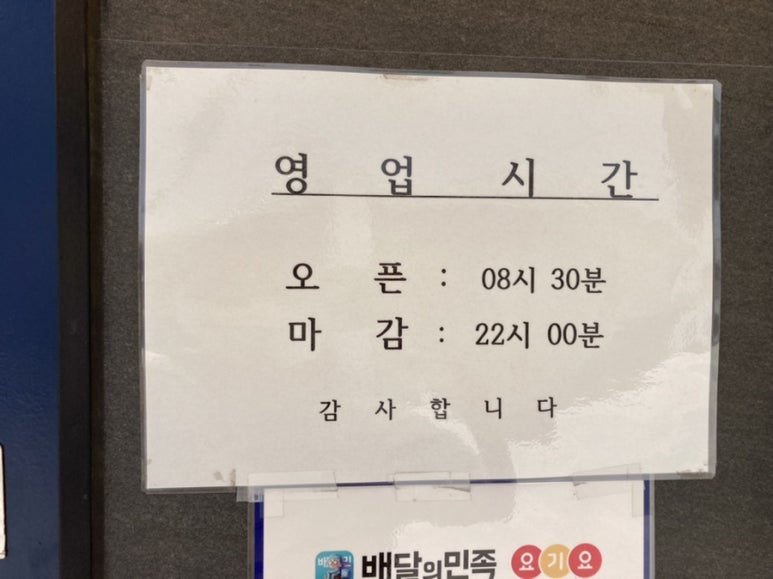 영 업 시 간
오 픈 : 08시 30분
마 감 : 22시 00분
감 사 합 니 다
배달의민족 요기요